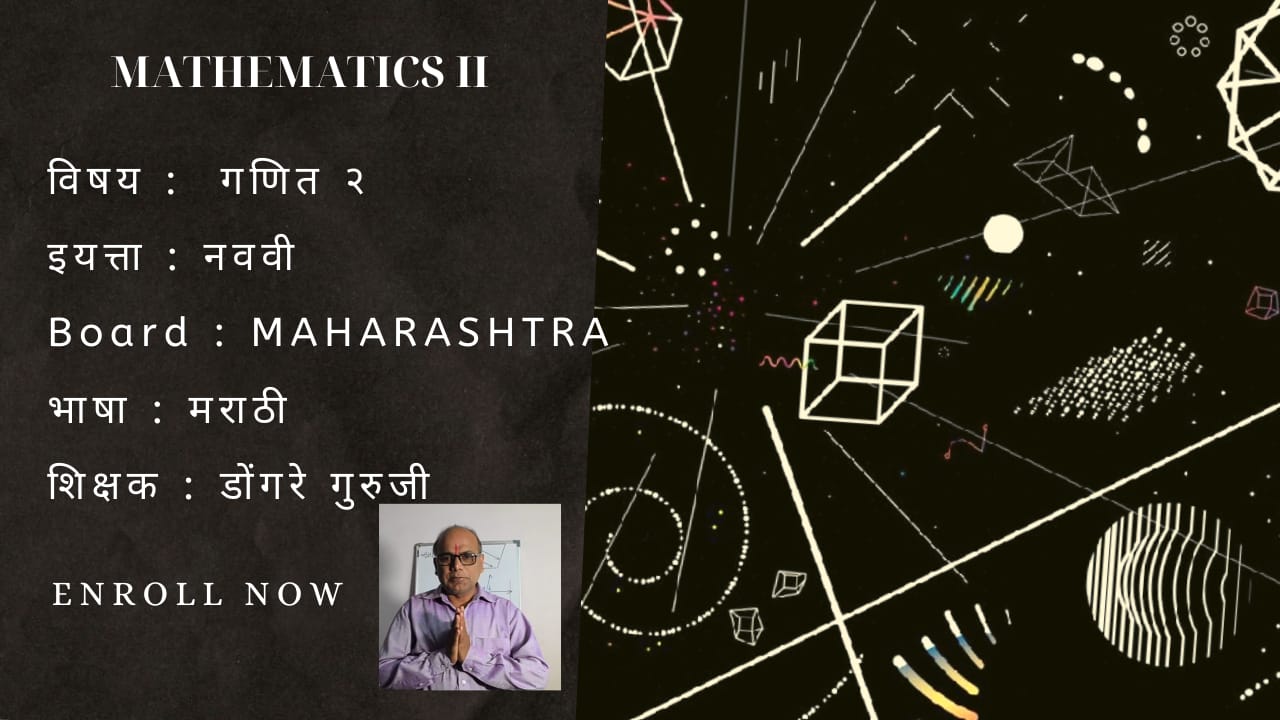 MATHEMATICS II
विषय : गणित २
इयत्ता : नववी
Board : MAHARASHTRA
भाषा : मराठी
शिक्षक : डोंगरे गुरुजी
ENROLL NOW